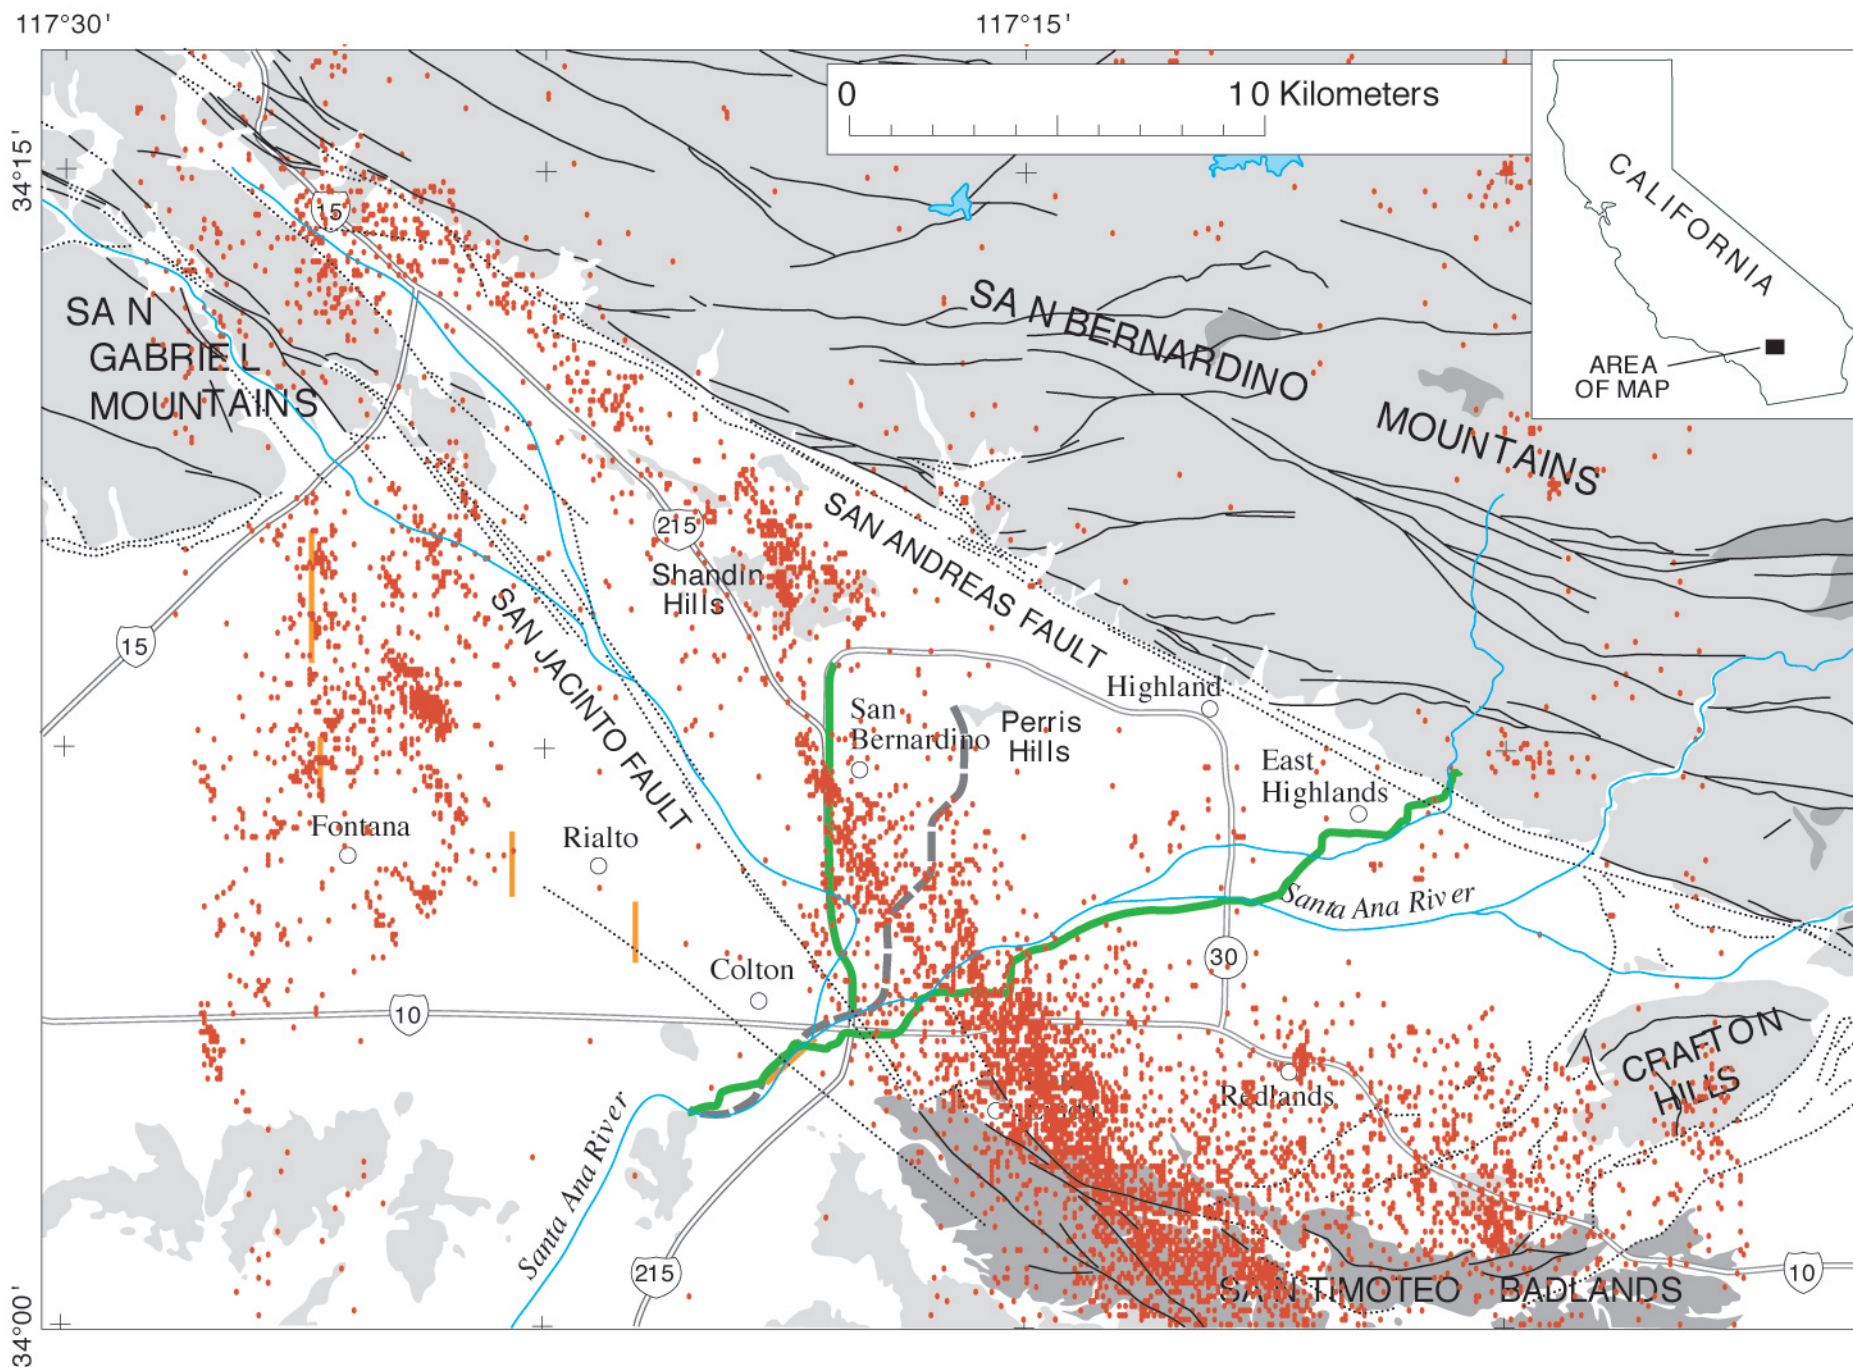 117°30'
117°15'
34°15'
0
10 Kilometers
CALIFORNIA
AREA
OF MAP
15
SAN
GABRIEL
MOUNTAINS
SAN BERNARDINO
MOUNTAINS
SAN ANDREAS FAULT
215
Shandin
Hills
SAN JACINTO FAULT
15
Highland
San
Bernardino
Perris
Hills
East
Highlands
Fontana
Rialto
Santa Ana River
Colton
30
10
CRAFTON
HILLS
Redlands
Santa Ana River
215
SAN TIMOTEO BADLANDS
10
34°00'